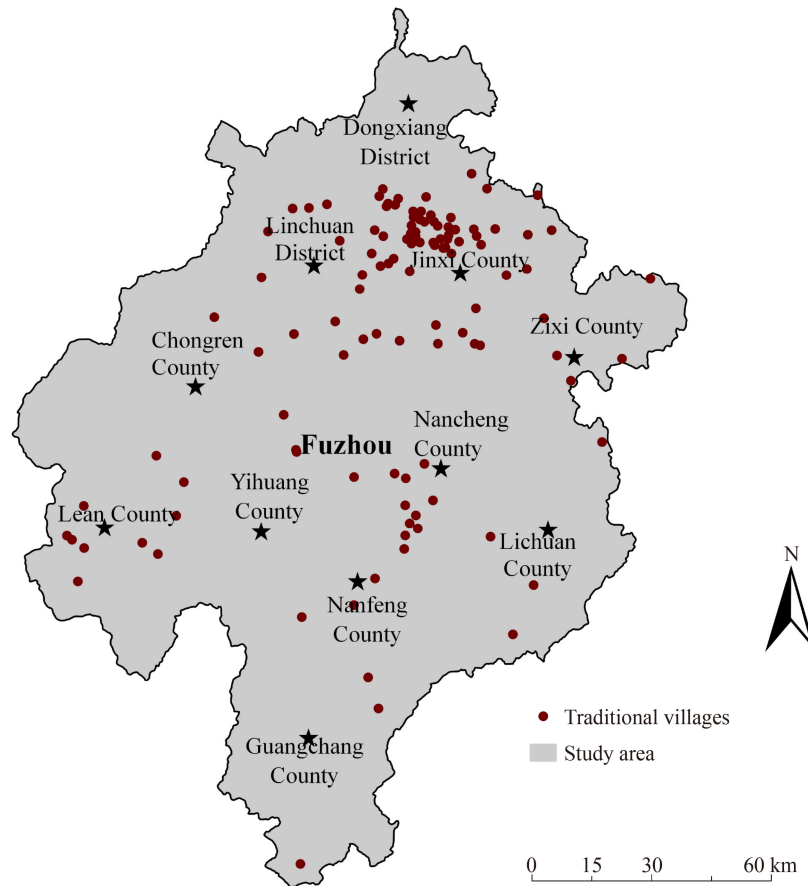 Dongxiang
District
Linchuan
District
Jinxi County
Zixi County
Chongren
County
Nancheng
County
Fuzhou
Yihuang
County
Lean County
Lichuan
County
N
Nanfeng
County
Traditional villages
Guangchang
County
Study area
0 15 30 60 km